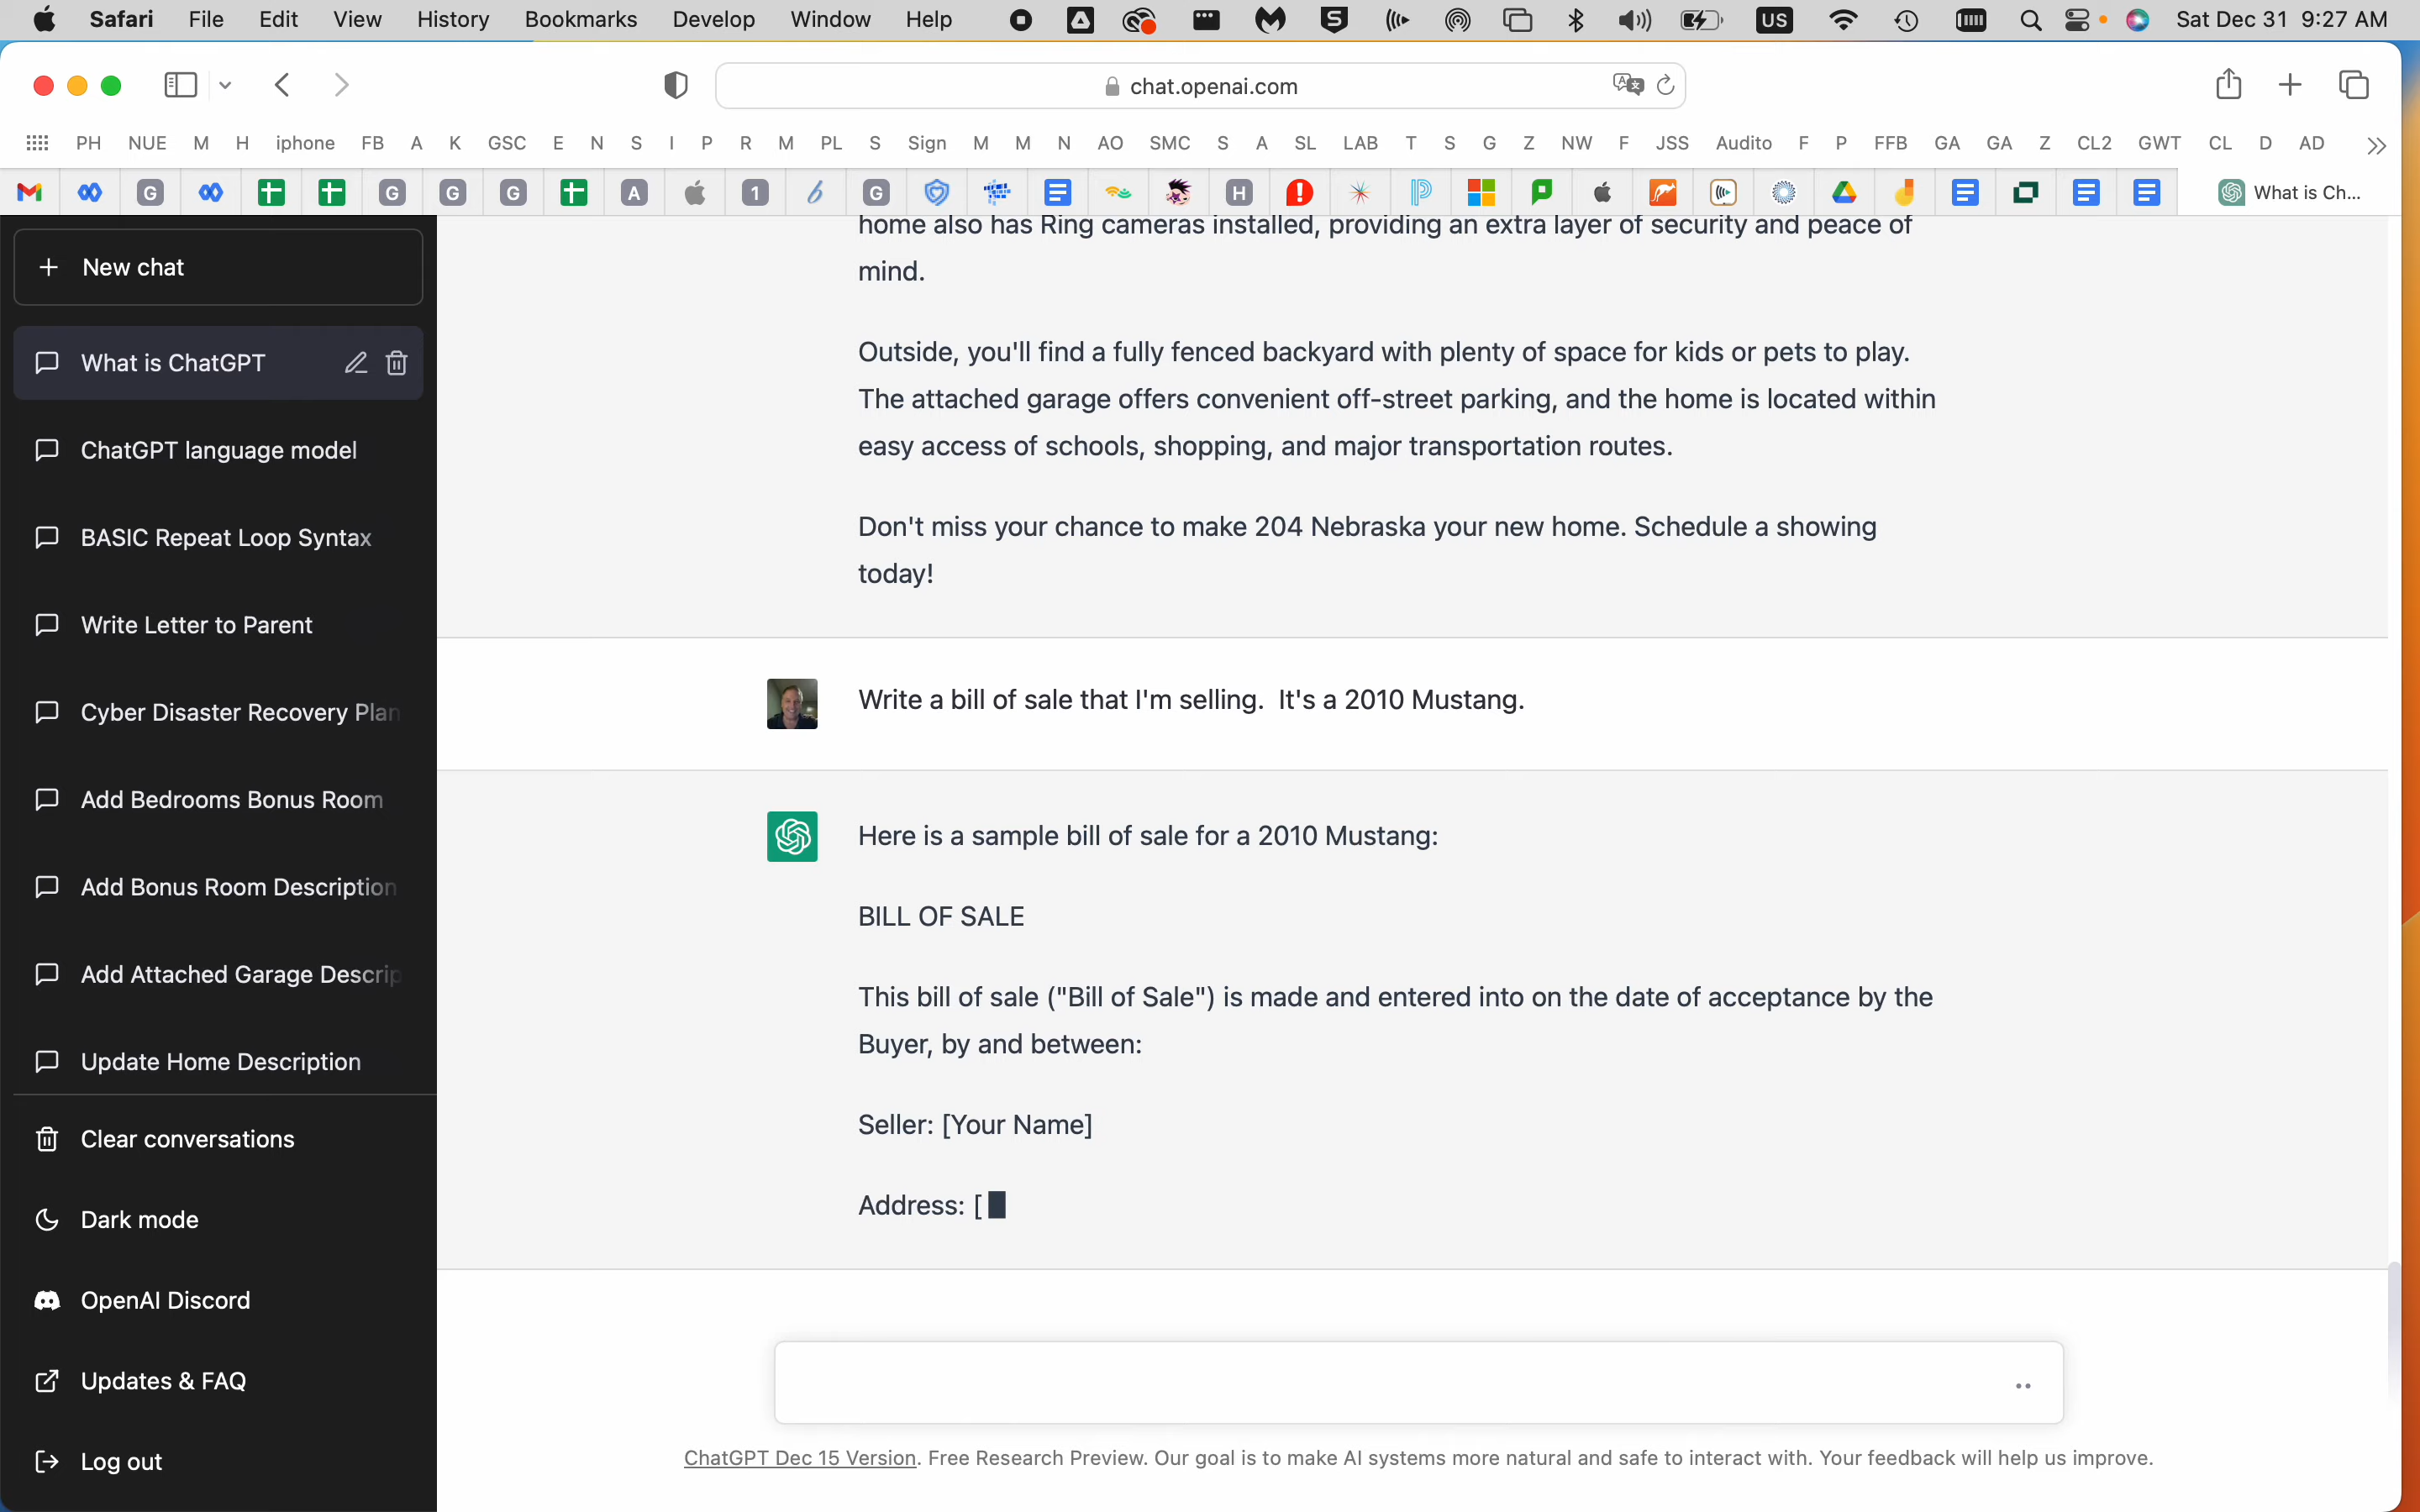 Safari File Edit View History Bookmarks Develop Window Help US Sat Dec 31 9:27 AM
chat.openai.com
PH NUE M H iphone FB A K GSC E N S I P R M PL S Sign M M N AO SMC S A SL LAB T S G Z NW F JSS Audito F P FFB GA GA Z CL2 GWT CL D AD
G G G G A 1 G H What is Ch...
New chat
What is ChatGPT
ChatGPT language model
BASIC Repeat Loop Syntax
Write Letter to Parent
Cyber Disaster Recovery Plan
Add Bedrooms Bonus Room
Add Bonus Room Description
Add Attached Garage Descrip
Update Home Description
Clear conversations
Dark mode
OpenAI Discord
Updates & FAQ
Log out
home also has Ring cameras installed, providing an extra layer of security and peace of
mind.
Outside, you'll find a fully fenced backyard with plenty of space for kids or pets to play.
The attached garage offers convenient off-street parking, and the home is located within
easy access of schools, shopping, and major transportation routes.
Don't miss your chance to make 204 Nebraska your new home. Schedule a showing
today!
Write a bill of sale that I'm selling.  It's a 2010 Mustang.
Here is a sample bill of sale for a 2010 Mustang:
BILL OF SALE
This bill of sale ("Bill of Sale") is made and entered into on the date of acceptance by the
Buyer, by and between:
Seller: [Your Name]
Address: [
ChatGPT Dec 15 Version. Free Research Preview. Our goal is to make AI systems more natural and safe to interact with. Your feedback will help us improve.